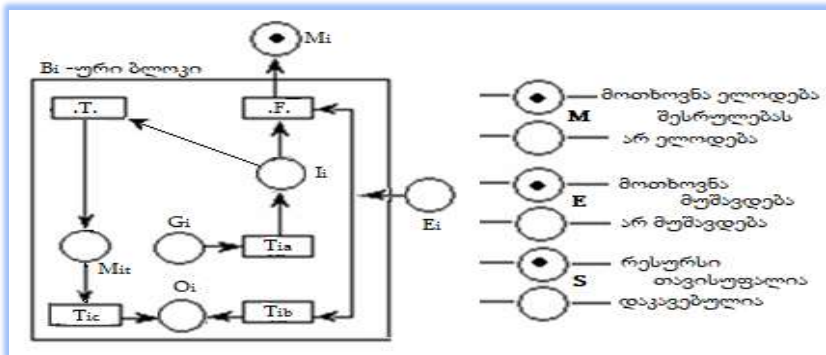 Mi
Bi -ური ბლოკი
.T.
.F.
Ii
Gi
Tia
Ei
Mit
Oi
Tic
Tib
მოთხოვნა ელოდება
M შესრულებას
არ ელოდება
მოთხოვნა
E მუშავდება
არ მუშავდება
რესურსი
S თავისუფალია
დაკავებულია